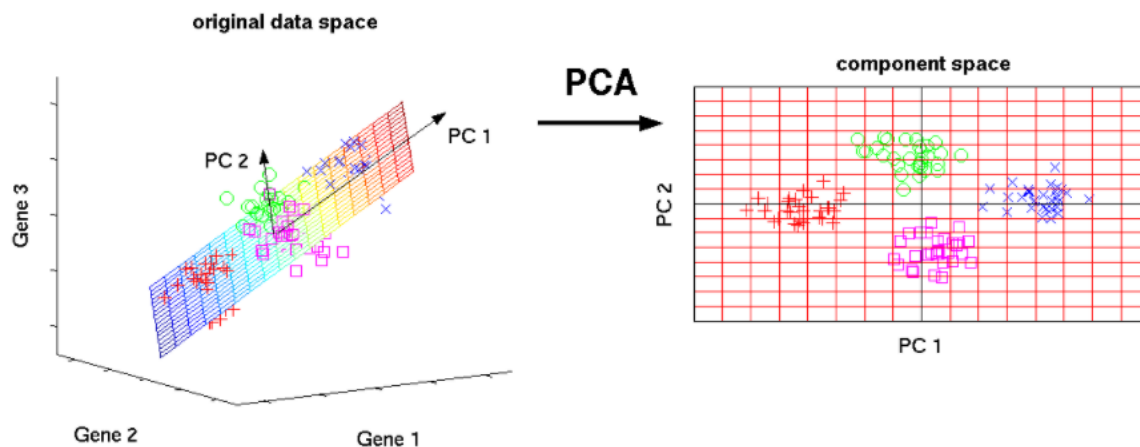 original data space
PC 1
PC 2
Gene 3
Gene 2
Gene 1
PCA
component space
PC 2
PC 1